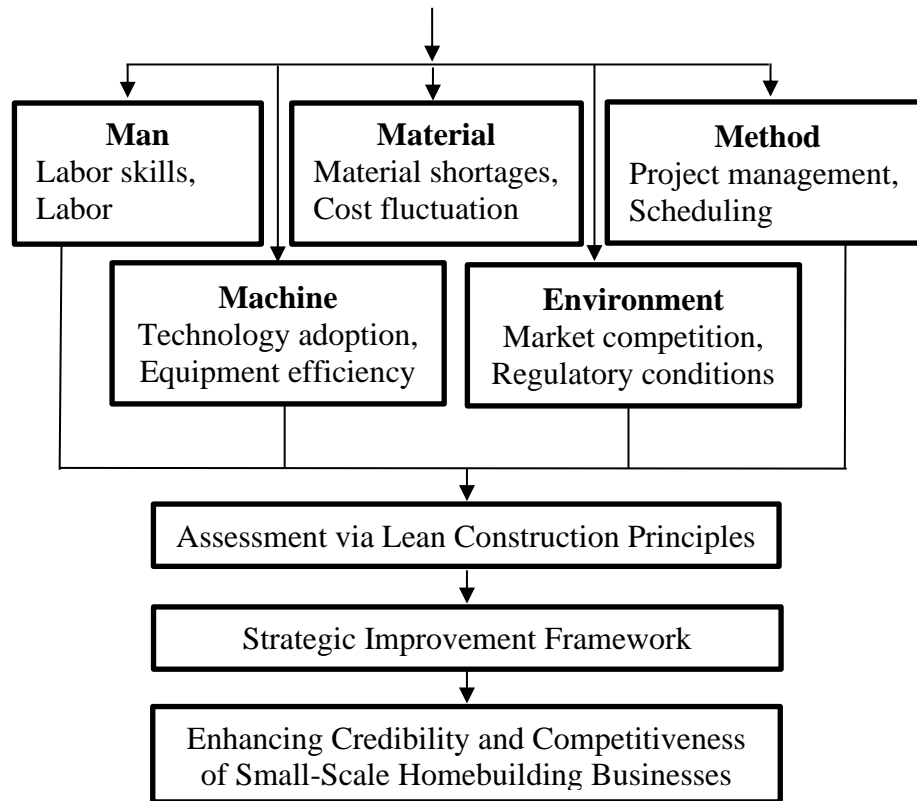 Man
Labor skills,
Labor
Material
Material shortages,
Cost fluctuation
Method
Project management,
Scheduling
Machine
Technology adoption,
Equipment efficiency
Environment
Market competition,
Regulatory conditions
Assessment via Lean Construction Principles
Strategic Improvement Framework
Enhancing Credibility and Competitiveness
of Small-Scale Homebuilding Businesses